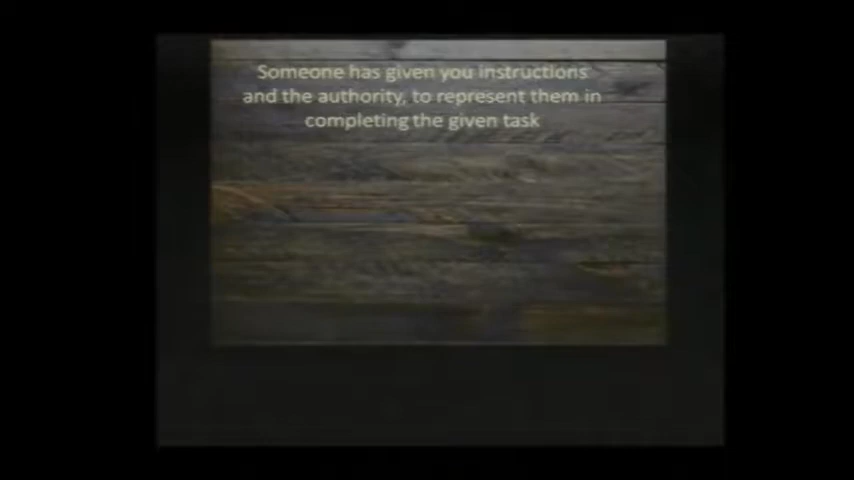 Someone has given you instructions
and the authority, to represent them in
completing the given task